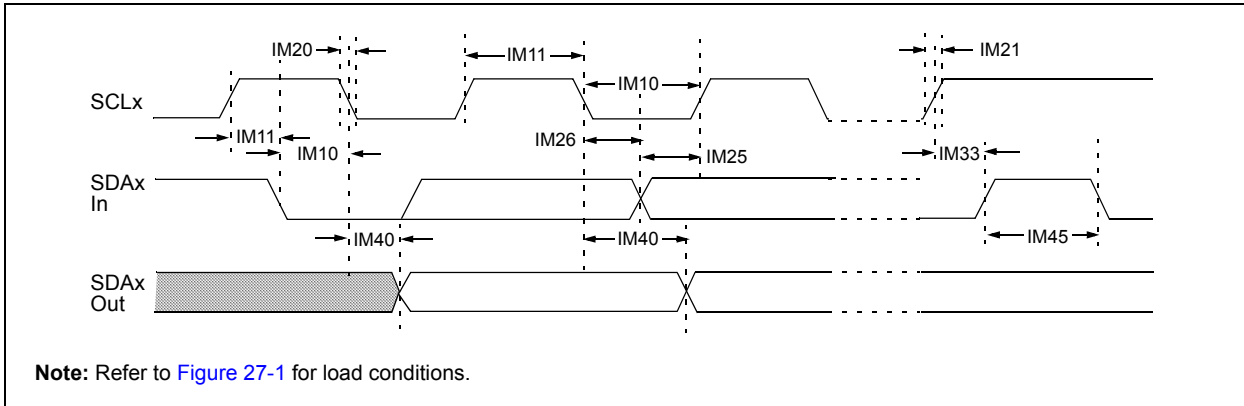 IM20
IM11
IM21
IM10
SCLx
IM11
IM26
IM10
IM25
IM33
SDAx
In
IM40
IM40
IM45
SDAx
Out
Note: Refer to Figure 27-1 for load conditions.